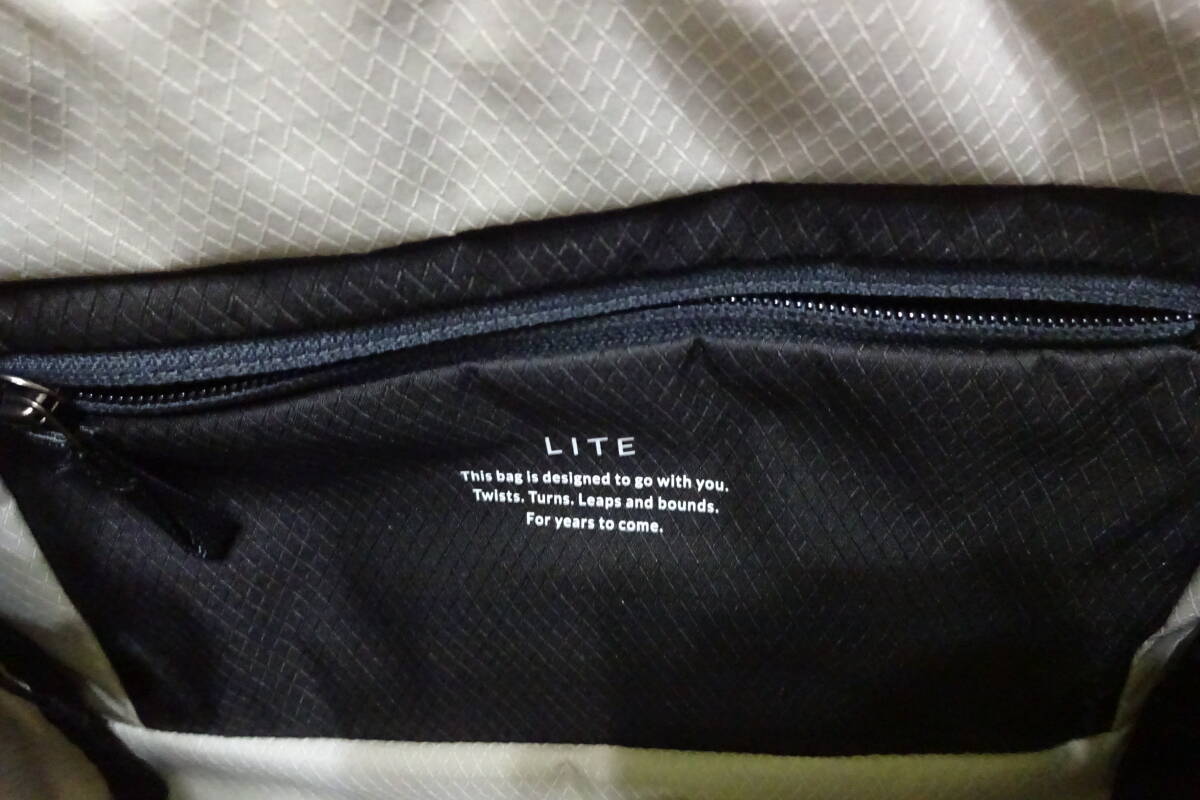 LITE
This bag is designed to go with you.
Twists. Turns. Leaps and bounds.
For years to come.